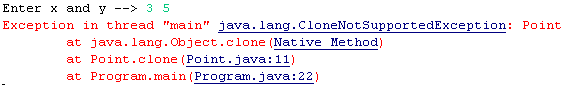 Enter x and y --> 3 5
Exception in thread "main" java.lang.CloneNotSupportedException: Point
at java.lang.Object.clone(Native Method)
at Point.clone(Point.java:11)
at Program.main(Program.java:22)